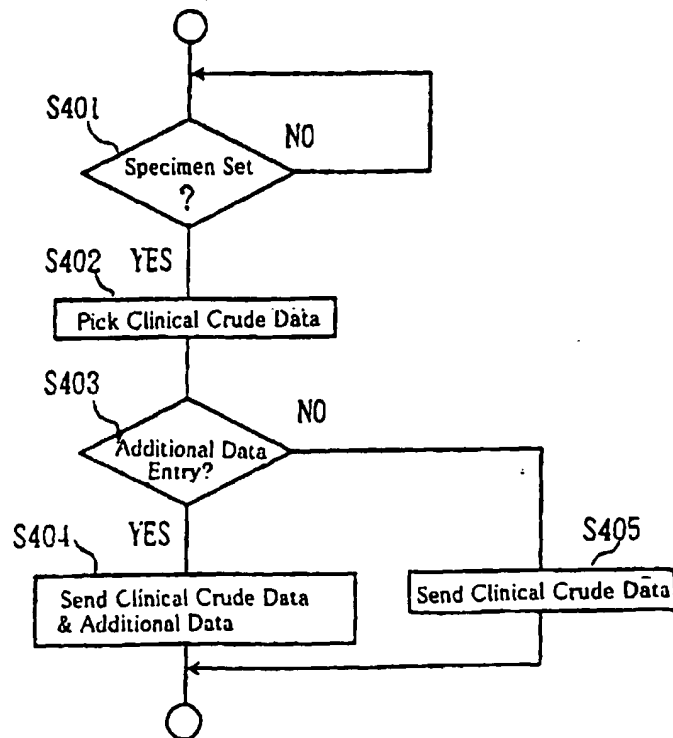 S401
NO
Specimen Set
?
S402
YES
Pick Clinical Crude Data
S403
NO
Additional Data
Entry?
S404
YES
S405
Send Clinical Crude Data
& Additional Data
Send Clinical Crude Data